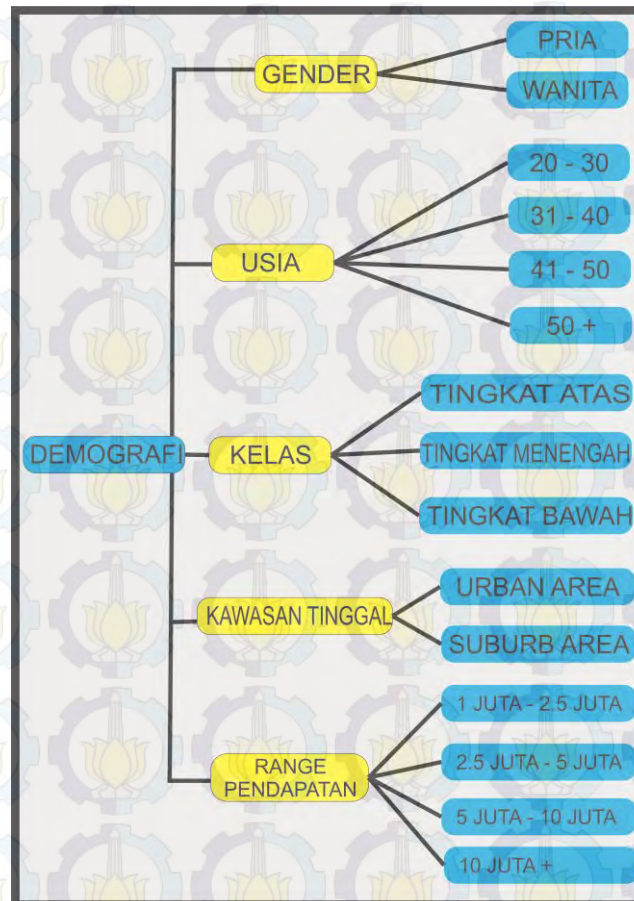 GENDER
PRIA
WANITA
USIA
20 - 30
31 - 40
41 - 50
50 +
DEMOGRAFI
KELAS
TINGKAT ATAS
TINGKAT MENENGAH
TINGKAT BAWAH
KAWASAN TINGGAL
URBAN AREA
SUBURB AREA
RANGE
PENDAPATAN
1 JUTA - 2.5 JUTA
2.5 JUTA - 5 JUTA
5 JUTA - 10 JUTA
10 JUTA +